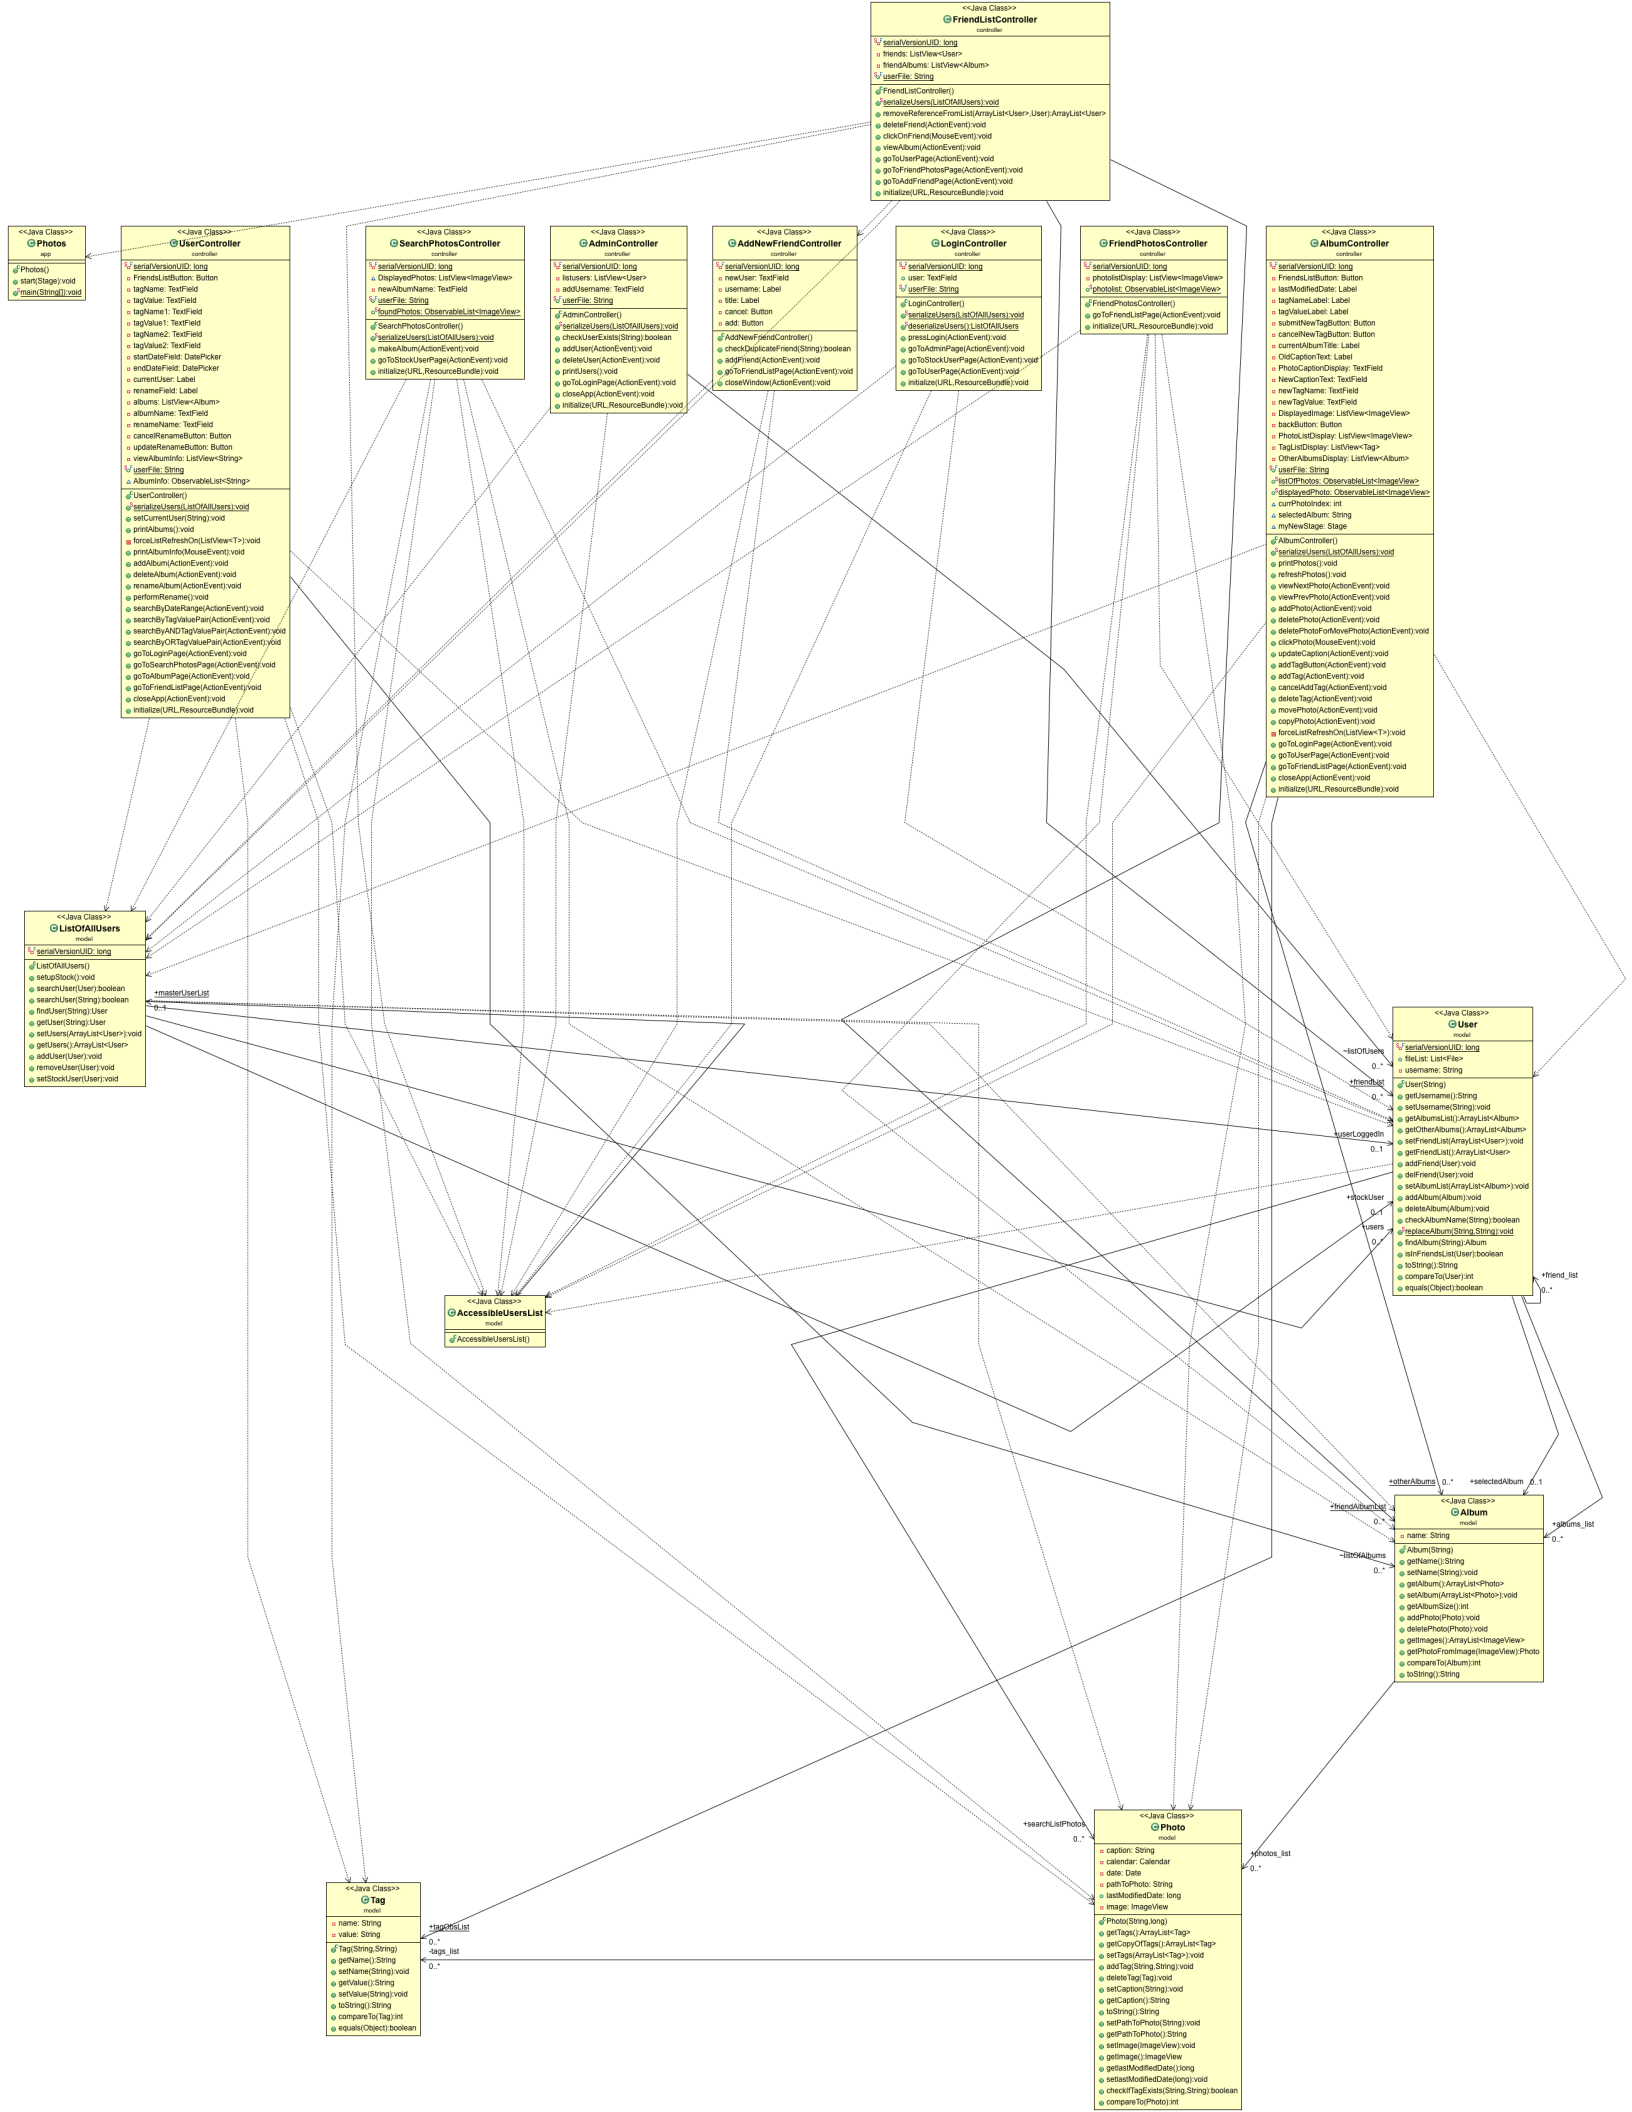 <<Java Class>>
FriendListController
controller
serialVersionUID: long
friends: ListView<User>
friendAlbums: ListView<Album>
userFile: String
FriendListController()
serializeUsers(ListOfAllUsers):void
removeReferenceFromList(ArrayList<User>,User):ArrayList<User>
deleteFriend(ActionEvent):void
clickOnFriend(MouseEvent):void
viewAlbum(ActionEvent):void
goToUserPage(ActionEvent):void
goToFriendPhotosPage(ActionEvent):void
goToAddFriendPage(ActionEvent):void
initialize(URL,ResourceBundle):void
<<Java Class>>
Photos
app
Photos()
start(Stage):void
main(String[]):void
<<Java Class>>
UserController
controller
serialVersionUID: long
FriendsListButton: Button
tagName: TextField
tagValue: TextField
tagName1: TextField
tagValue1: TextField
tagName2: TextField
tagValue2: TextField
startDateField: DatePicker
endDateField: DatePicker
currentUser: Label
renameField: Label
albums: ListView<Album>
albumName: TextField
renameName: TextField
cancelRenameButton: Button
updateRenameButton: Button
viewAlbumInfo: ListView<String>
userFile: String
AlbumInfo: ObservableList<String>
UserController()
serializeUsers(ListOfAllUsers):void
setCurrentUser(String):void
printAlbums():void
forceListRefreshOn(ListView<T>):void
printAlbumInfo(MouseEvent):void
addAlbum(ActionEvent):void
deleteAlbum(ActionEvent):void
renameAlbum(ActionEvent):void
performRename():void
searchByDateRange(ActionEvent):void
searchByTagValuePair(ActionEvent):void
searchByANDTagValuePair(ActionEvent):void
searchByORTagValuePair(ActionEvent):void
goToLoginPage(ActionEvent):void
goToSearchPhotosPage(ActionEvent):void
goToAlbumPage(ActionEvent):void
goToFriendListPage(ActionEvent):void
closeApp(ActionEvent):void
initialize(URL,ResourceBundle):void
<<Java Class>>
SearchPhotosController
controller
serialVersionUID: long
DisplayedPhotos: ListView<ImageView>
newAlbumName: TextField
userFile: String
foundPhotos: ObservableList<ImageView>
SearchPhotosController()
serializeUsers(ListOfAllUsers):void
makeAlbum(ActionEvent):void
goToStockUserPage(ActionEvent):void
initialize(URL,ResourceBundle):void
<<Java Class>>
AdminController
controller
serialVersionUID: long
listusers: ListView<User>
addUsername: TextField
userFile: String
AdminController()
serializeUsers(ListOfAllUsers):void
checkUserExists(String):boolean
addUser(ActionEvent):void
deleteUser(ActionEvent):void
printUsers():void
goToLoginPage(ActionEvent):void
closeApp(ActionEvent):void
initialize(URL,ResourceBundle):void
<<Java Class>>
AddNewFriendController
controller
serialVersionUID: long
newUser: TextField
username: Label
title: Label
cancel: Button
add: Button
AddNewFriendController()
checkDuplicateFriend(String):boolean
addFriend(ActionEvent):void
goToFriendListPage(ActionEvent):void
closeWindow(ActionEvent):void
<<Java Class>>
LoginController
controller
serialVersionUID: long
user: TextField
userFile: String
LoginController()
serializeUsers(ListOfAllUsers):void
deserializeUsers():ListOfAllUsers
pressLogin(ActionEvent):void
goToAdminPage(ActionEvent):void
goToStockUserPage(ActionEvent):void
goToUserPage(ActionEvent):void
initialize(URL,ResourceBundle):void
<<Java Class>>
FriendPhotosController
controller
serialVersionUID: long
photolistDisplay: ListView<ImageView>
photolist: ObservableList<ImageView>
FriendPhotosController()
goToFriendListPage(ActionEvent):void
initialize(URL,ResourceBundle):void
<<Java Class>>
AlbumController
controller
serialVersionUID: long
FriendsListButton: Button
lastModifiedDate: Label
tagNameLabel: Label
tagValueLabel: Label
submitNewTagButton: Button
cancelNewTagButton: Button
currentAlbumTitle: Label
OldCaptionText: Label
PhotoCaptionDisplay: TextField
NewCaptionText: TextField
newTagName: TextField
newTagValue: TextField
DisplayedImage: ListView<ImageView>
backButton: Button
PhotoListDisplay: ListView<ImageView>
TagListDisplay: ListView<Tag>
OtherAlbumsDisplay: ListView<Album>
userFile: String
listOfPhotos: ObservableList<ImageView>
displayedPhoto: ObservableList<ImageView>
currPhotoIndex: int
selectedAlbum: String
myNewStage: Stage
AlbumController()
serializeUsers(ListOfAllUsers):void
printPhotos():void
refreshPhotos():void
viewNextPhoto(ActionEvent):void
viewPrevPhoto(ActionEvent):void
addPhoto(ActionEvent):void
deletePhoto(ActionEvent):void
deletePhotoForMovePhoto(ActionEvent):void
clickPhoto(MouseEvent):void
updateCaption(ActionEvent):void
addTagButton(ActionEvent):void
addTag(ActionEvent):void
cancelAddTag(ActionEvent):void
deleteTag(ActionEvent):void
movePhoto(ActionEvent):void
copyPhoto(ActionEvent):void
forceListRefreshOn(ListView<T>):void
goToLoginPage(ActionEvent):void
goToUserPage(ActionEvent):void
goToFriendListPage(ActionEvent):void
closeApp(ActionEvent):void
initialize(URL,ResourceBundle):void
<<Java Class>>
ListOfAllUsers
model
serialVersionUID: long
ListOfAllUsers()
setupStock():void
searchUser(User):boolean
searchUser(String):boolean
findUser(String):User
getUser(String):User
setUsers(ArrayList<User>):void
getUsers():ArrayList<User>
addUser(User):void
removeUser(User):void
setStockUser(User):void
+masterUserList
0..1
<<Java Class>>
User
model
serialVersionUID: long
fileList: List<File>
username: String
User(String)
getUsername():String
setUsername(String):void
getAlbumsList():ArrayList<Album>
getOtherAlbums():ArrayList<Album>
setFriendList(ArrayList<User>):void
getFriendList():ArrayList<User>
addFriend(User):void
delFriend(User):void
setAlbumList(ArrayList<Album>):void
addAlbum(Album):void
deleteAlbum(Album):void
checkAlbumName(String):boolean
replaceAlbum(String,String):void
findAlbum(String):Album
isInFriendsList(User):boolean
toString():String
compareTo(User):int
equals(Object):boolean
~listOfUsers
0..*
+friendList
0..*
+userLoggedIn
0..1
+stockUser
0..1
+users
0..*
+friend_list
0..*
<<Java Class>>
AccessibleUsersList
model
AccessibleUsersList()
+otherAlbums
0..*
+selectedAlbum
0..1
+friendAlbumList
0..*
+albums_list
0..*
~listOfAlbums
0..*
<<Java Class>>
Album
model
name: String
Album(String)
getName():String
setName(String):void
getAlbum():ArrayList<Photo>
setAlbum(ArrayList<Photo>):void
getAlbumSize():int
addPhoto(Photo):void
deletePhoto(Photo):void
getImages():ArrayList<ImageView>
getPhotoFromImage(ImageView):Photo
compareTo(Album):int
toString():String
+searchListPhotos
0..*
+photos_list
0..*
<<Java Class>>
Photo
model
caption: String
calendar: Calendar
date: Date
pathToPhoto: String
lastModifiedDate: long
image: ImageView
Photo(String,long)
getTags():ArrayList<Tag>
getCopyOfTags():ArrayList<Tag>
setTags(ArrayList<Tag>):void
addTag(String,String):void
deleteTag(Tag):void
setCaption(String):void
getCaption():String
toString():String
setPathToPhoto(String):void
getPathToPhoto():String
setImage(ImageView):void
getImage():ImageView
getlastModifiedDate():long
setlastModifiedDate(long):void
checkIfTagExists(String,String):boolean
compareTo(Photo):int
<<Java Class>>
Tag
model
name: String
value: String
Tag(String,String)
getName():String
setName(String):void
getValue():String
setValue(String):void
toString():String
compareTo(Tag):int
equals(Object):boolean
+tagObsList
0..*
-tags_list
0..*